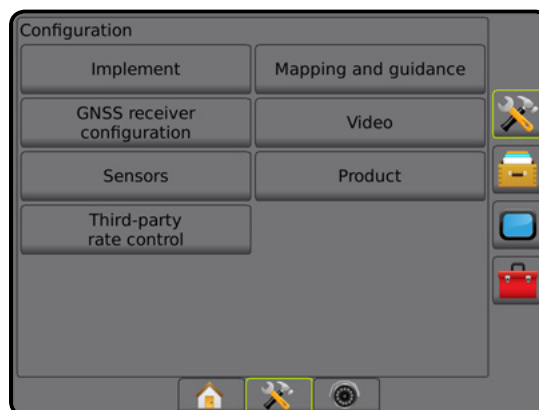 Configuration
Implement
Mapping and guidance
GNSS receiver
configuration
Video
Sensors
Product
Third-party
rate control